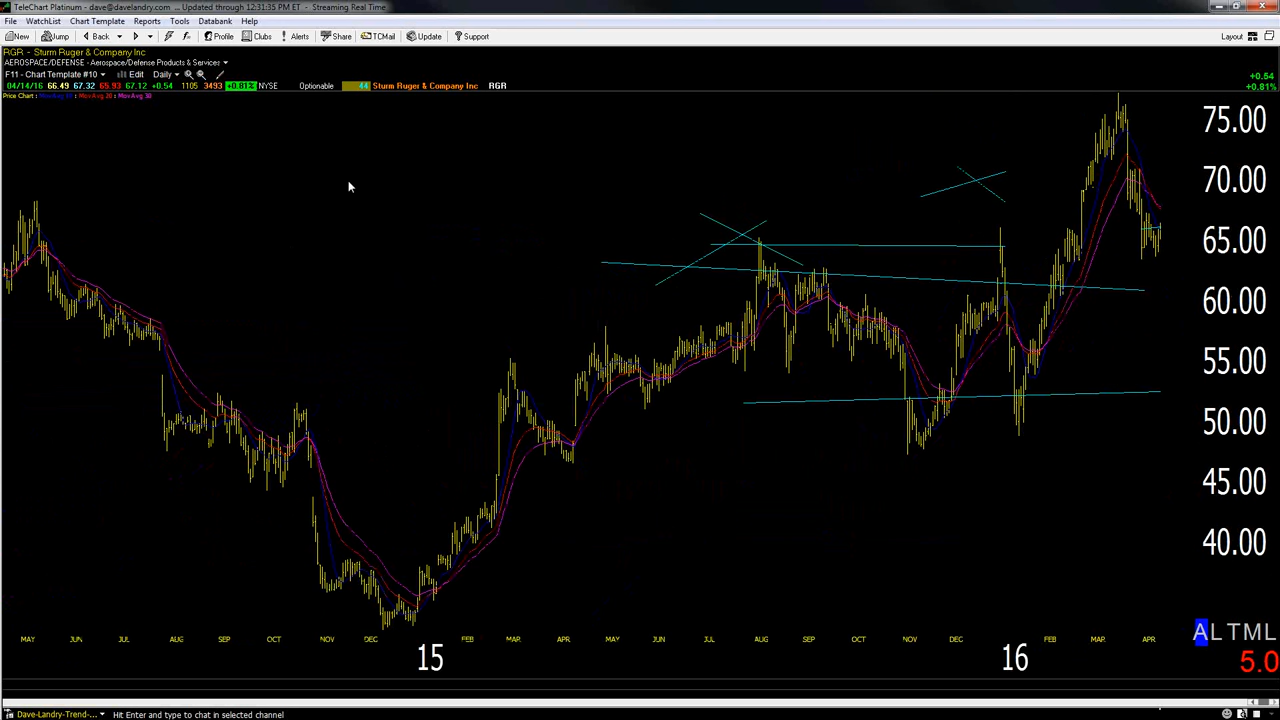 TeleChart Platinum - dave@davelandry.com ... Updated through 12:31:35 PM ET - Streaming Real Time
File WatchList Chart Template Reports Tools Databank Help
New Jump Back Profile Clubs Alerts Share TCMail Update Support Layout
RGR - Sturm Ruger & Company Inc
AEROSPACE/DEFENSE - Aerospace/Defense Products & Services
F11 - Chart Template #10 Edit Daily +0.54
04/14/16 66.49 67.32 65.93 67.12 +0.54 1105 3493 +0.81% NYSE Optionable 44 Sturm Ruger & Company Inc RGR +0.81%
Price Chart : MovAvg 20 MovAvg 30
75.00
70.00
65.00
60.00
55.00
50.00
45.00
40.00
ALTML
MAY JUN JUL AUG SEP OCT NOV DEC FEB MAR APR MAY JUN JUL AUG SEP OCT NOV DEC FEB MAR APR
15 16 5.0
Dave-Landry-Trend-... Hit Enter and type to chat in selected channel